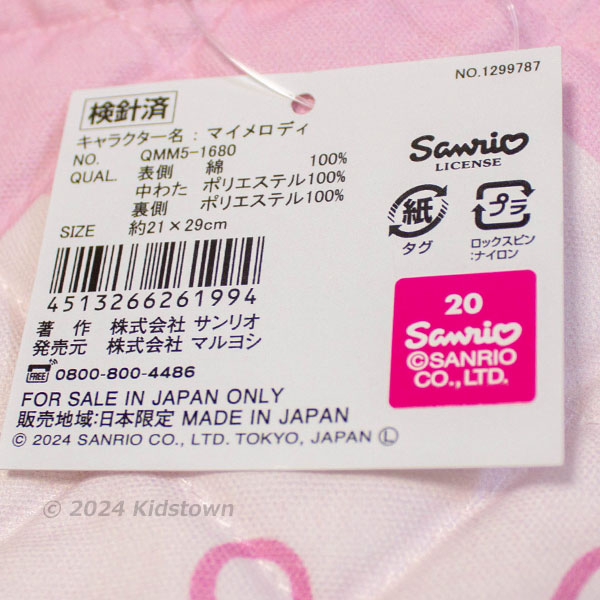 NO.1299787
検針済
キャラクター名 : マイメロディ
NO. QMM5-1680
QUAL. 表側 綿 100%
中わた ポリエステル100%
裏側 ポリエステル100%
SIZE 約21×29cm
4513266261994
著作 株式会社 サンリオ
発売元 株式会社 マルヨシ
FREE 0800-800-4486
FOR SALE IN JAPAN ONLY
販売地域:日本限定 MADE IN JAPAN
© 2024 SANRIO CO., LTD. TOKYO, JAPAN Ⓛ
Sanrio
LICENSE
紙
タグ
プラ
ロックスピン
:ナイロン
20
Sanrio
©SANRIO
CO.,LTD.
© 2024 Kidstown